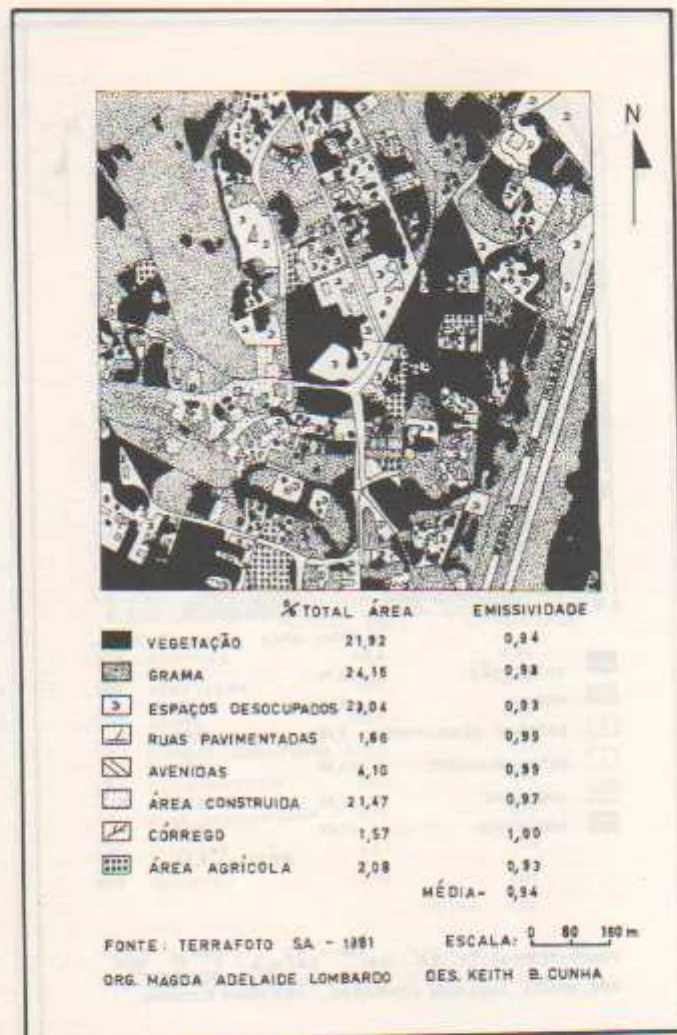 N
% TOTAL ÁREA EMISSIVIDADE
VEGETAÇÃO 21,92 0,94
GRAMA 24,16 0,98
ESPAÇOS DESOCUPADOS 23,04 0,93
RUAS PAVIMENTADAS 1,66 0,99
AVENIDAS 4,10 0,99
ÁREA CONSTRUIDA 21,47 0,97
CÓRREGO 1,57 1,00
ÁREA AGRÍCOLA 2,08 0,93
MÉDIA- 0,94
FONTE: TERRAFOTO S.A. - 1981 ESCALA: 0 80 160 m
ORG. MAGDA ADELAIDE LOMBARDO DES. KEITH B. CUNHA